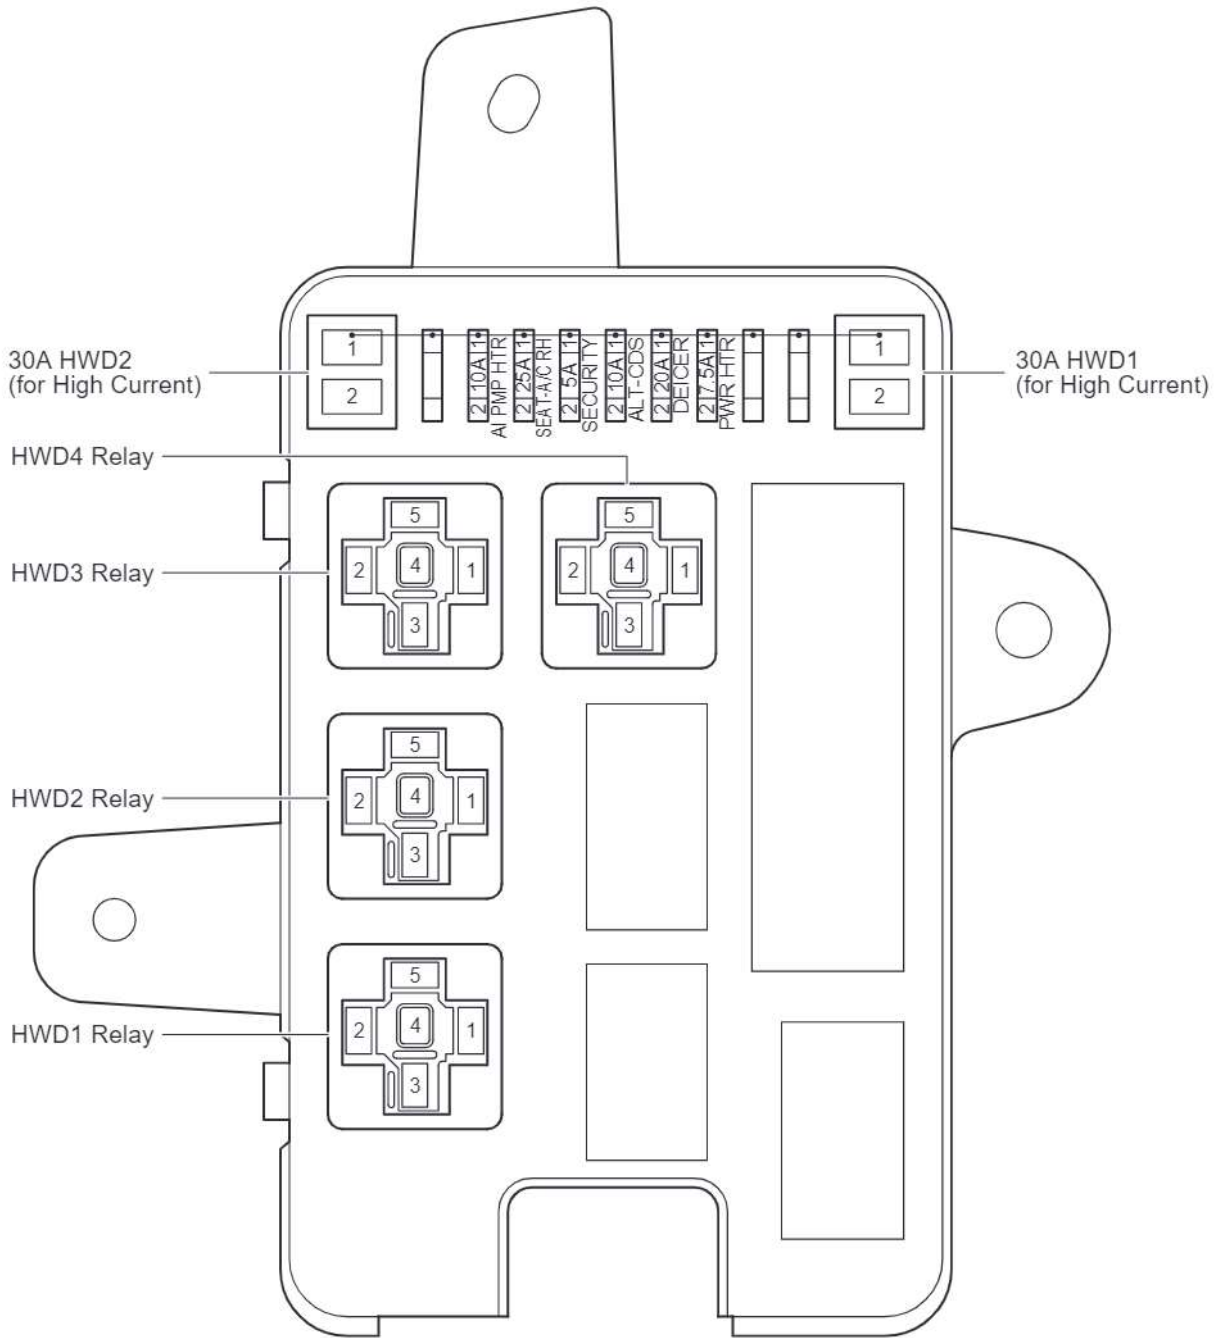 30A HWD2
(for High Current)
1
2
2 10A 1
AI PMP HTR
2 25A 1
SEAT-A/C RH
2 5A 1
SECURITY
2 10A 1
ALT-CDS
2 20A 1
DEICER
2 7.5A 1
PWR HTR
1
2
30A HWD1
(for High Current)
HWD4 Relay
HWD3 Relay
5
2 4 1
3
5
2 4 1
3
HWD2 Relay
5
2 4 1
3
HWD1 Relay
5
2 4 1
3